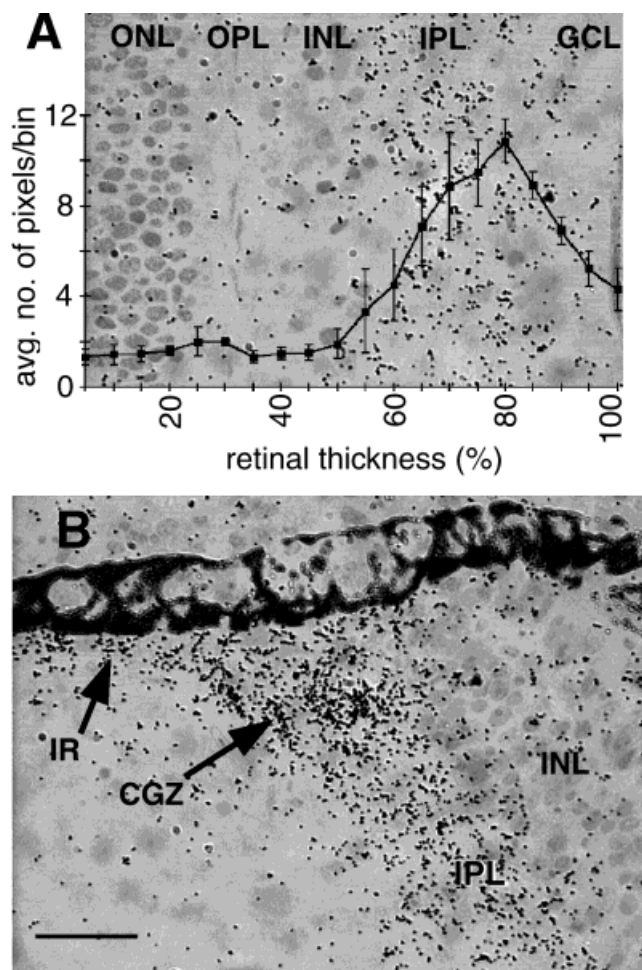 A
ONL OPL INL IPL GCL
avg. no. of pixels/bin
12
8
4
0
20 40 60 80 100
retinal thickness (%)
B
IR
CGZ
INL
IPL